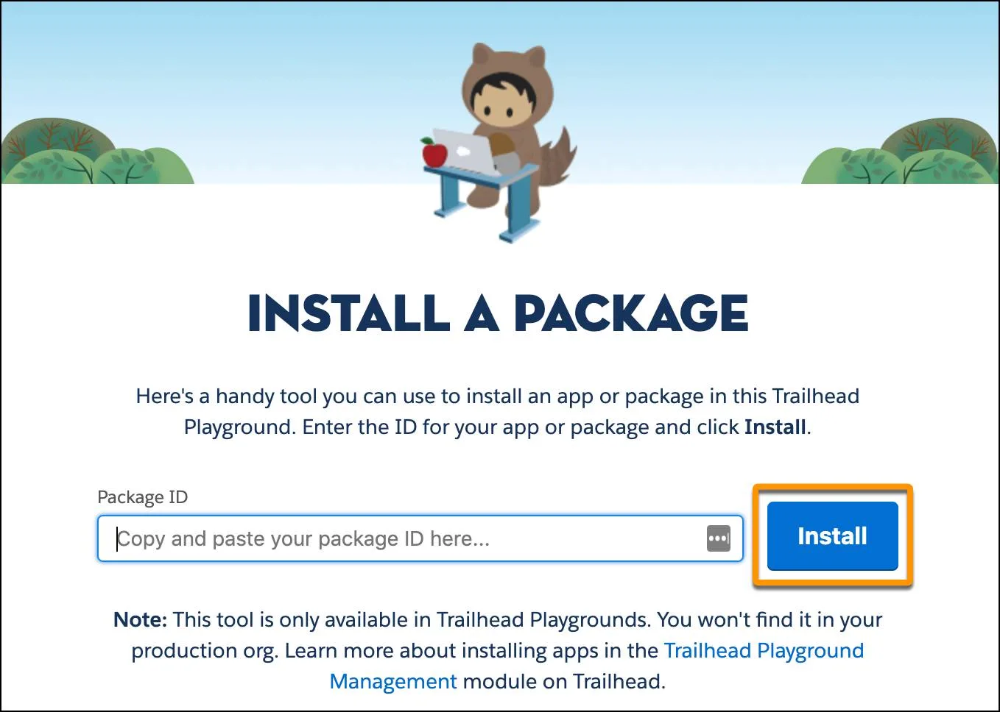 INSTALL A PACKAGE
Here's a handy tool you can use to install an app or package in this Trailhead
Playground. Enter the ID for your app or package and click Install.
Package ID
Copy and paste your package ID here...
Install
Note: This tool is only available in Trailhead Playgrounds. You won't find it in your
production org. Learn more about installing apps in the Trailhead Playground
Management module on Trailhead.